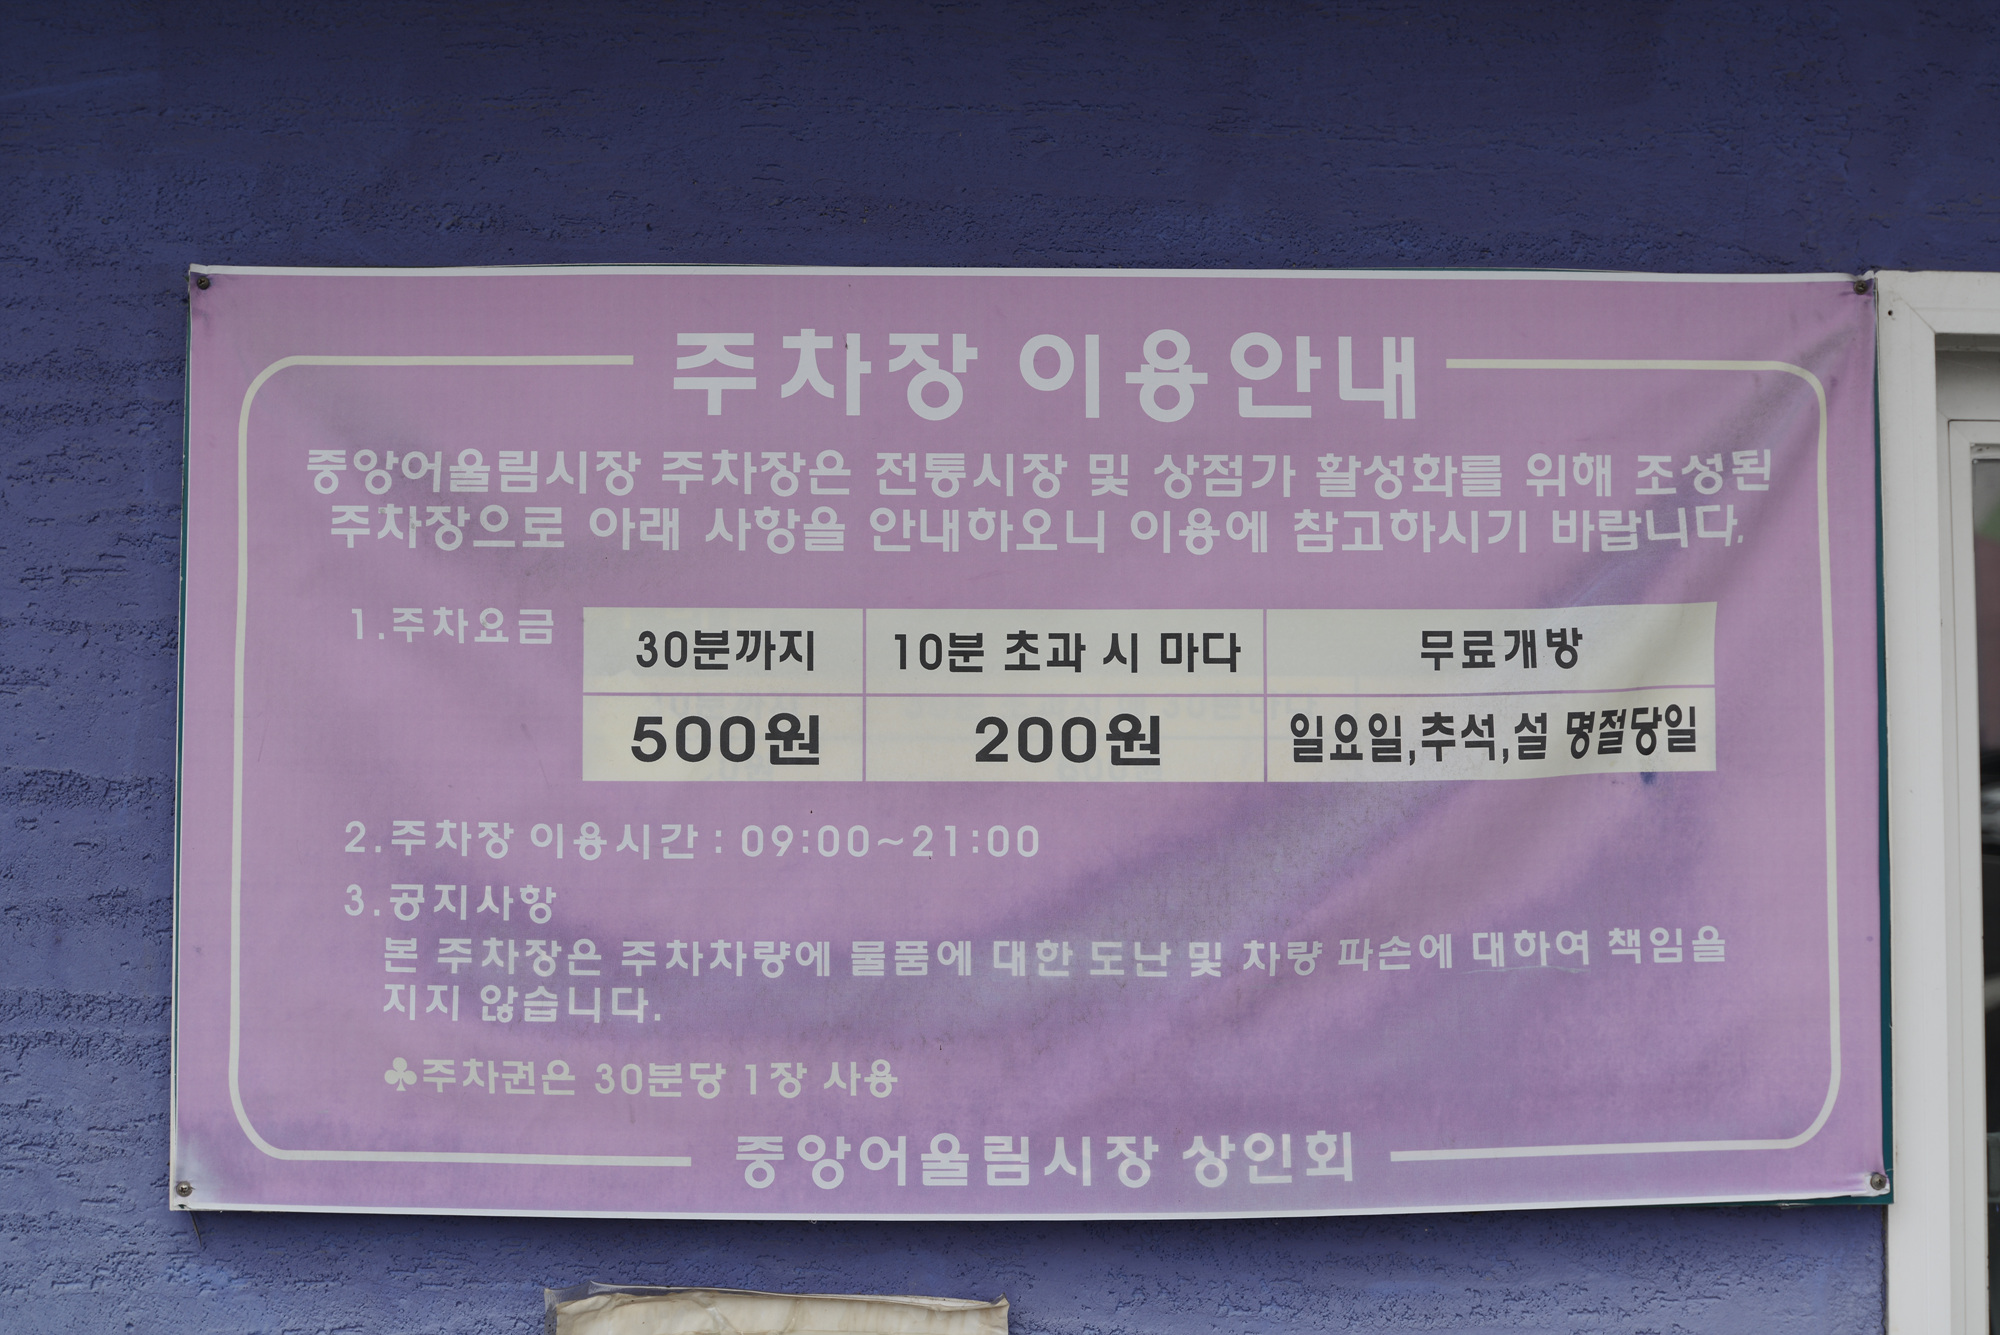 주차장 이용안내
중앙어울림시장 주차장은 전통시장 및 상점가 활성화를 위해 조성된
주차장으로 아래 사항을 안내하오니 이용에 참고하시기 바랍니다.
1.주차요금
30분까지 10분 초과 시 마다 무료개방
500원 200원 일요일,추석,설 명절당일
2.주차장 이용시간 : 09:00~21:00
3.공지사항
본 주차장은 주차차량에 물품에 대한 도난 및 차량 파손에 대하여 책임을
지지 않습니다.
♣주차권은 30분당 1장 사용
중앙어울림시장 상인회